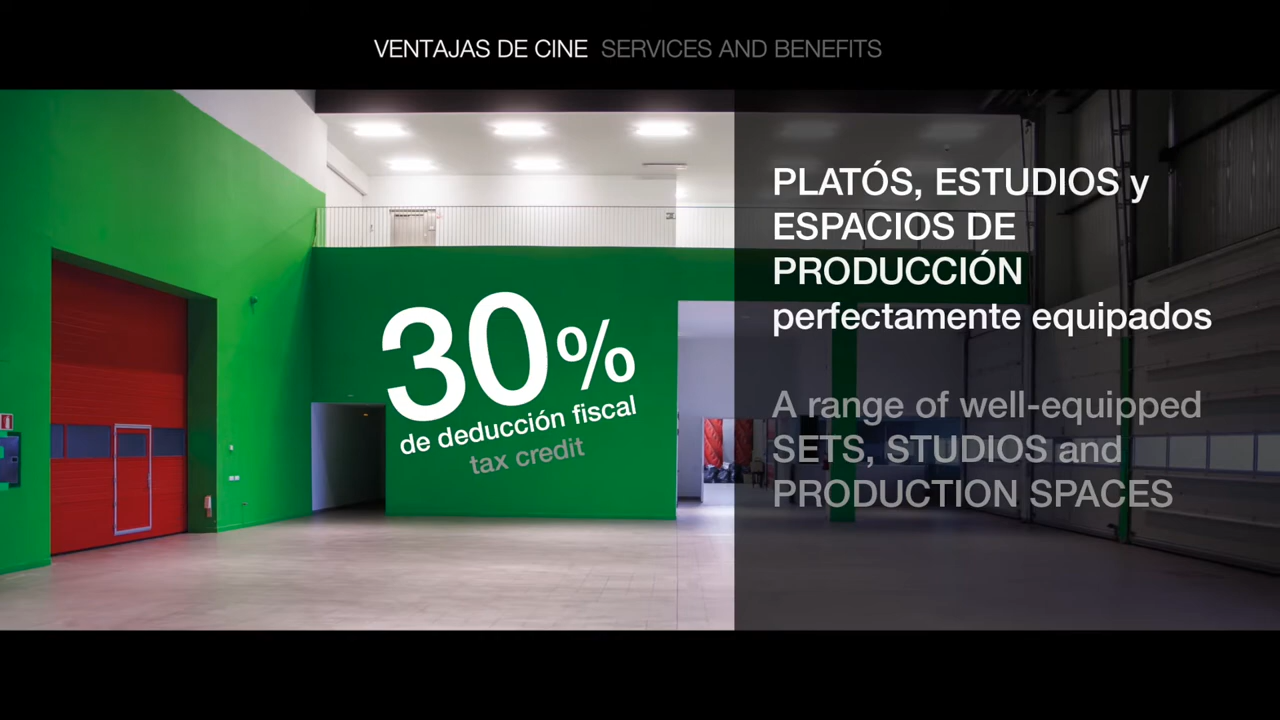 VENTAJAS DE CINE SERVICES AND BENEFITS
30%
de deducción fiscal
tax credit
PLATÓS, ESTUDIOS y
ESPACIOS DE
PRODUCCIÓN
perfectamente equipados
A range of well-equipped
SETS, STUDIOS and
PRODUCTION SPACES